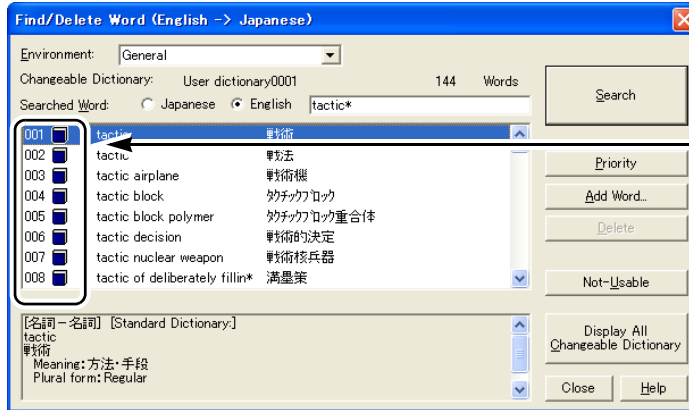 Find/Delete Word (English -> Japanese)
Environment: General
Changeable Dictionary: User dictionary0001 144 Words
Searched Word: Japanese English tactic*
Search
001 tactic 戦術
002 tactic 戦法
003 tactic airplane 戦術機
004 tactic block タクチックブロック
005 tactic block polymer タクチックブロック重合体
006 tactic decision 戦術的決定
007 tactic nuclear weapon 戦術核兵器
008 tactic of deliberately fillin* 満塁策
Priority
Add Word...
Delete
Not-Usable
[名詞－名詞] [Standard Dictionary:]
tactic
戦術
Meaning:方法・手段
Plural form:Regular
Display All
Changeable Dictionary
Close Help